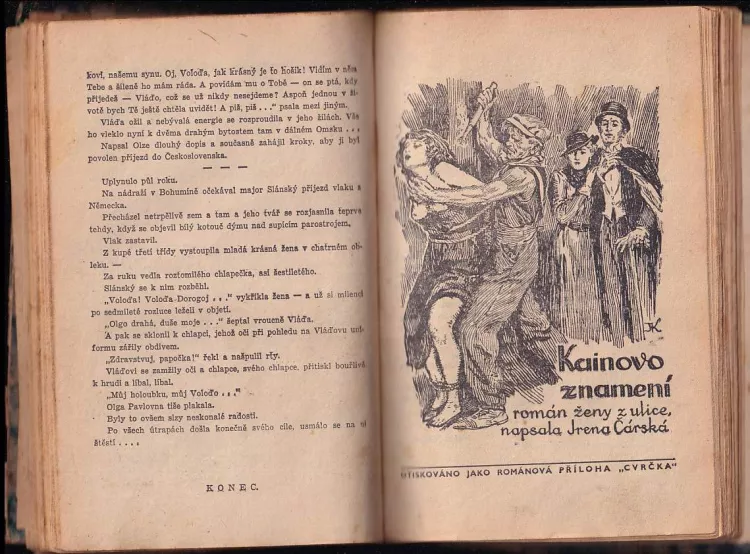 kovi, našemu synu. Oj, Voloďa, jak krásný je to hošík! Vidím v něm
Tebe a šíleně ho mám ráda. A povídám mu o Tobě — on se ptá, kdy
přijedeš — Vláďo, což se už nikdy nesejdeme? Aspoň jednou v ži-
votě bych Tě ještě chtěla uvidět! A piš, piš . . ." psala mezi jiným.
Vláďa ožil a nebývalá energie se rozproudila v jeho žilách.
ho vleklo nyní k dvěma drahým bytostem tam v dálném Omsku . . .
Napsal Olze dlouhý dopis a současně zahájil kroky, aby jí byl
povolen příjezd do Československa.
— — —
Uplynulo půl roku.
Na nádraží v Bohumíně očekával major Slánský příjezd vlaku z
Německa.
Přecházel netrpělivě sem a tam a jeho tvář se rozjasnila teprve
tehdy, když se objevil bílý kotouč dýmu nad supícím parostrojem.
Vlak zastavil.
Z kupé třetí třídy vystoupila mladá krásná žena v chatrném ob-
leku. —
Za ruku vedla roztomilého chlapečka, asi šestiletého.
Slánský se k nim rozběhl.
„Voloďa! Voloďa-Dorogoj . . ." vykřikla žena — a už si milenci
po sedmileté rozluce leželi v objetí.
„Olgo drahá, duše moje . . ." šeptal vroucně Vláďa.
A pak se sklonil k chlapci, jehož oči při pohledu na Vláďovu uni-
formu zářily obdivem.
„Zdravstvuj, papočka!" řekl a našpulil rty.
Vláďovi se zamžily oči a chlapce, svého chlapce, přitiskl bouřlivě
k hrudi a líbal, líbal.
„Můj holoubku, můj Voloďo . . ."
Olga Pavlovna tiše plakala.
Byly to ovšem slzy neskonalé radosti.
Po všech útrapách došla konečně svého cíle, usmálo se na ni
štěstí . . . .
KONEC.
JK
Kainovo
znamení
román ženy z ulice,
napsala Irena Čárská
OTISKOVÁNO JAKO ROMÁNOVÁ PŘÍLOHA „CVRČKA"